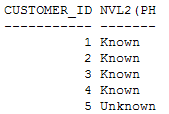 CUSTOMER_ID NVL2(PH
----------- -------
          1 Known
          2 Known
          3 Known
          4 Known
          5 Unknown